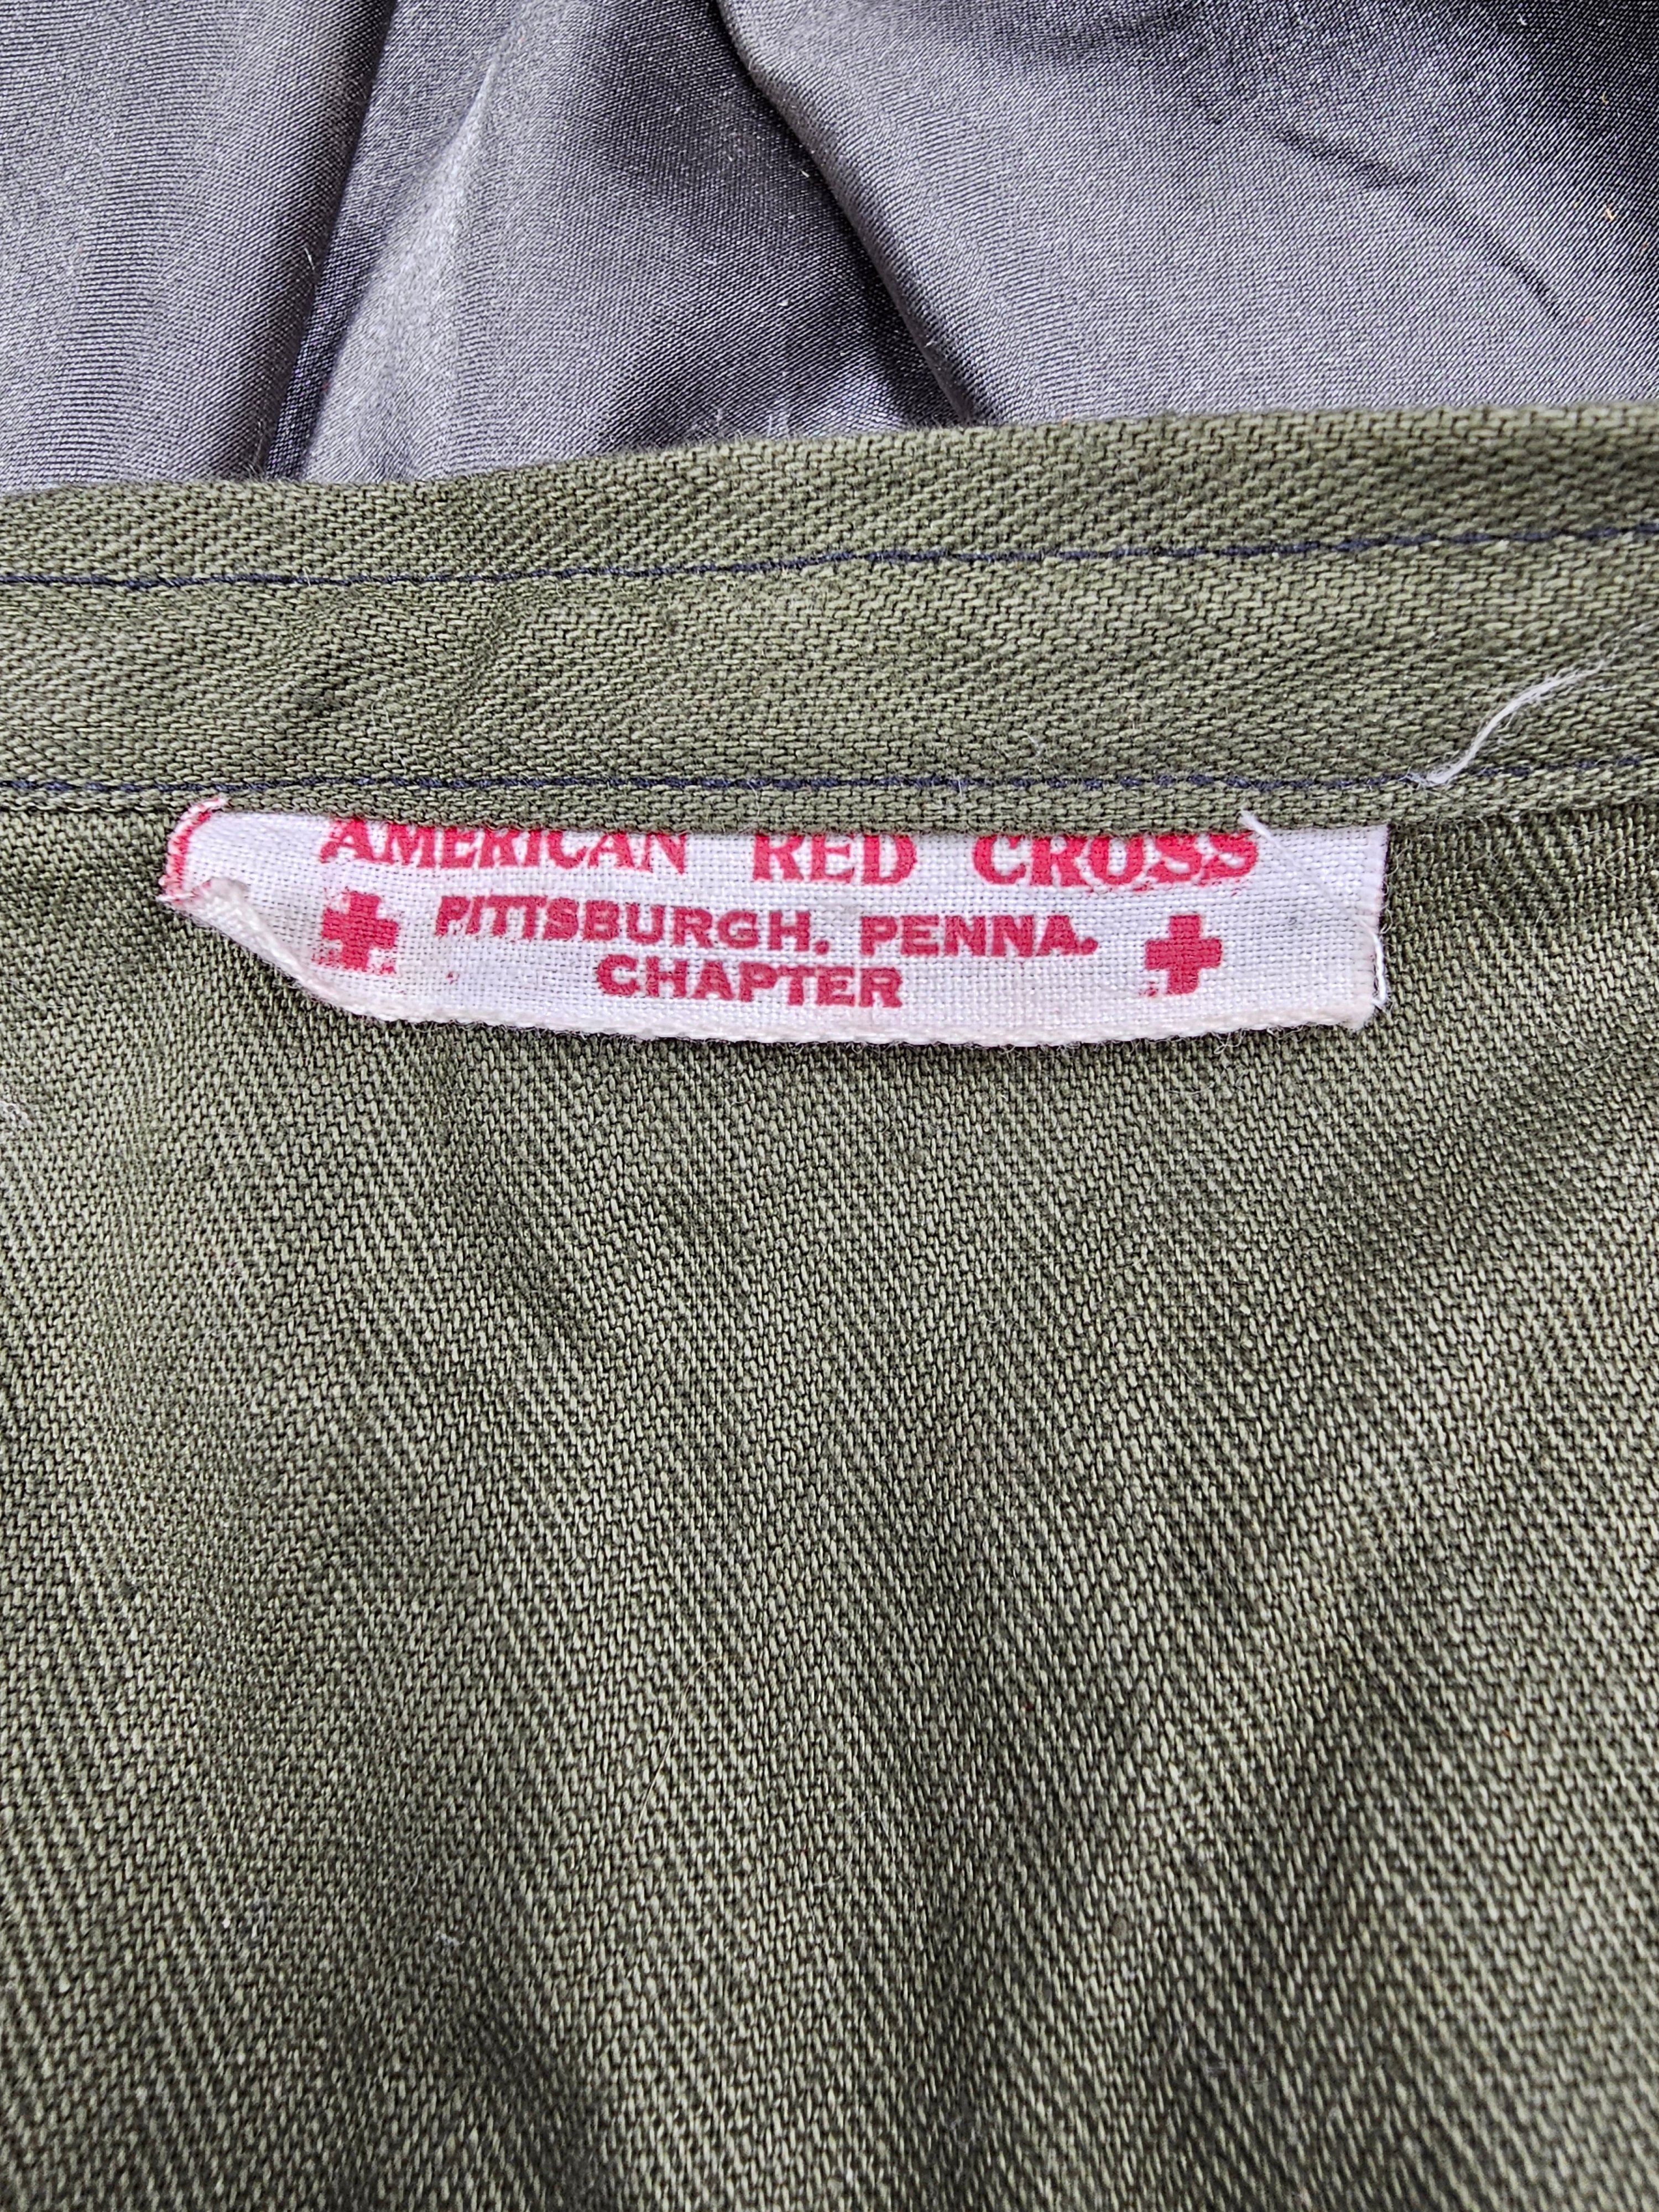 AMERICAN RED CROSS
PITTSBURGH. PENNA.
CHAPTER